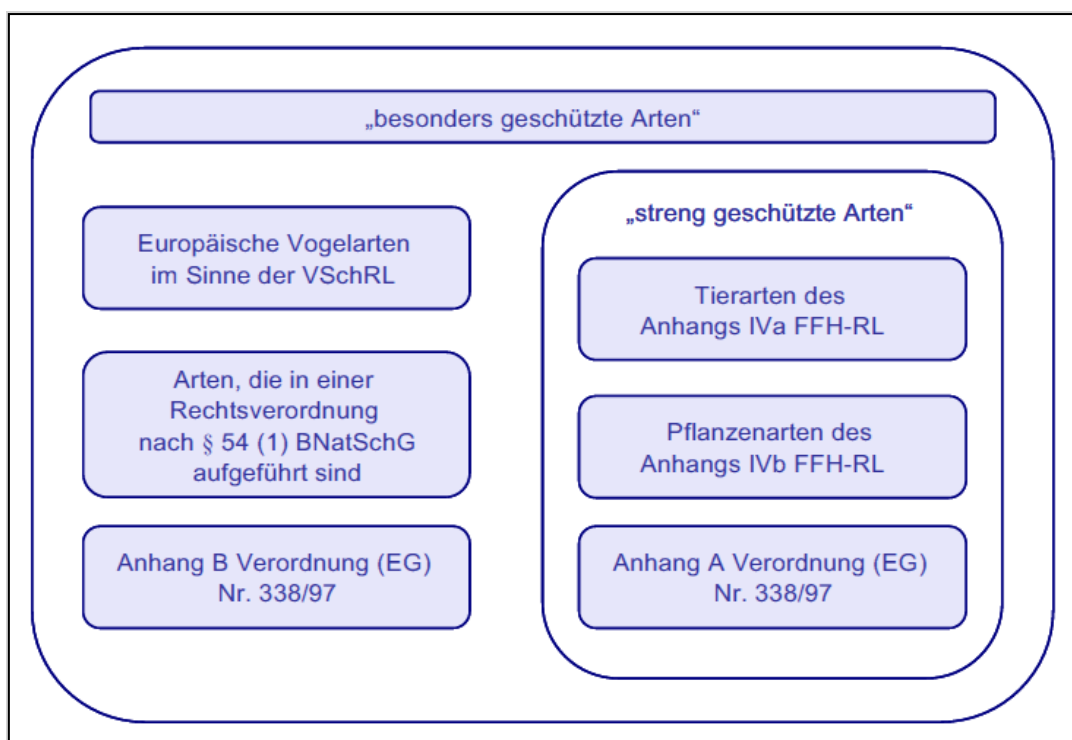 „besonders geschützte Arten“
Europäische Vogelarten
im Sinne der VSchRL
Arten, die in einer
Rechtsverordnung
nach § 54 (1) BNatSchG
aufgeführt sind
Anhang B Verordnung (EG)
Nr. 338/97
„streng geschützte Arten“
Tierarten des
Anhangs IVa FFH-RL
Pflanzenarten des
Anhangs IVb FFH-RL
Anhang A Verordnung (EG)
Nr. 338/97